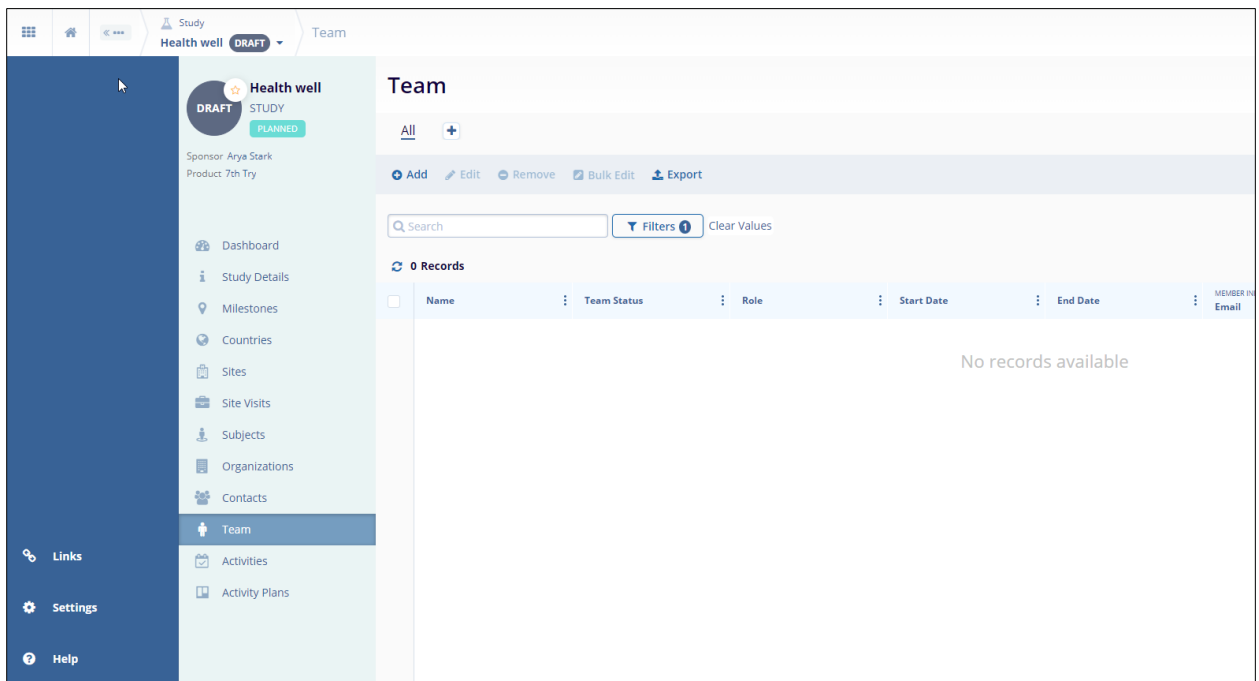 Study
Health well DRAFT
Team
DRAFT
Health well
STUDY
PLANNED
Sponsor Arya Stark
Product 7th Try
Dashboard
Study Details
Milestones
Countries
Sites
Site Visits
Subjects
Organizations
Contacts
Team
Activities
Activity Plans
Links
Settings
Help
Team
All
Add Edit Remove Bulk Edit Export
Search Filters 1 Clear Values
0 Records
Name Team Status Role Start Date End Date MEMBER IN
Email
No records available